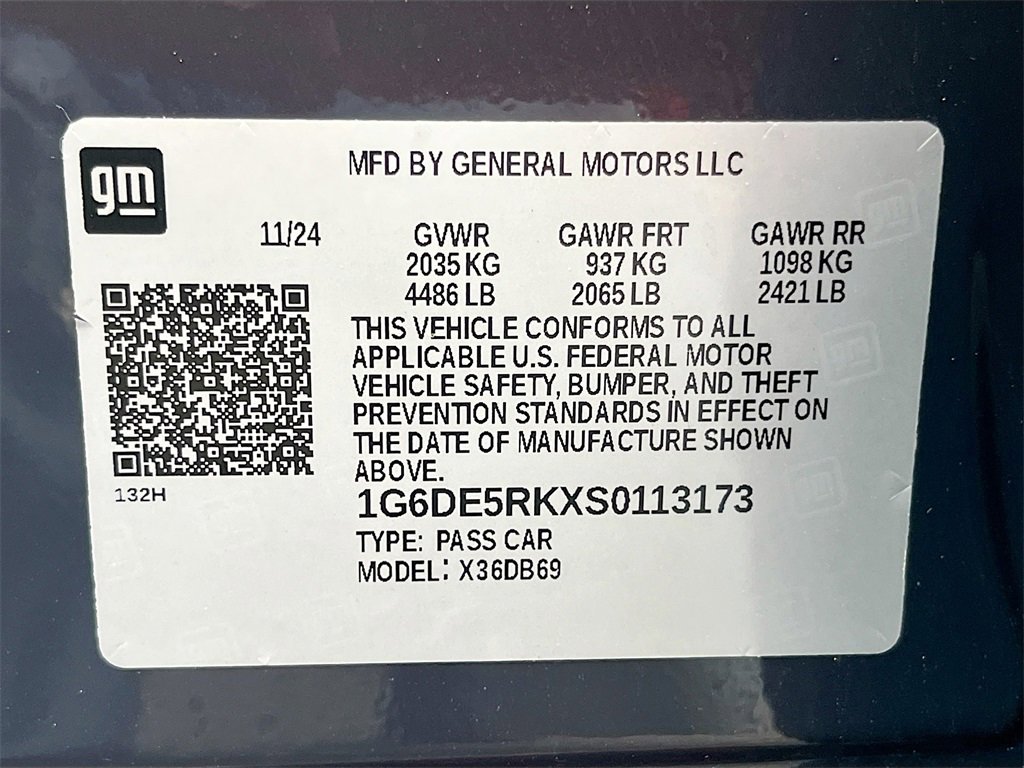 gm
MFD BY GENERAL MOTORS LLC
11/24 GVWR GAWR FRT GAWR RR
2035 KG 937 KG 1098 KG
4486 LB 2065 LB 2421 LB
THIS VEHICLE CONFORMS TO ALL
APPLICABLE U.S. FEDERAL MOTOR
VEHICLE SAFETY, BUMPER, AND THEFT
PREVENTION STANDARDS IN EFFECT ON
THE DATE OF MANUFACTURE SHOWN
ABOVE.
132H
1G6DE5RKXS0113173
TYPE: PASS CAR
MODEL: X36DB69